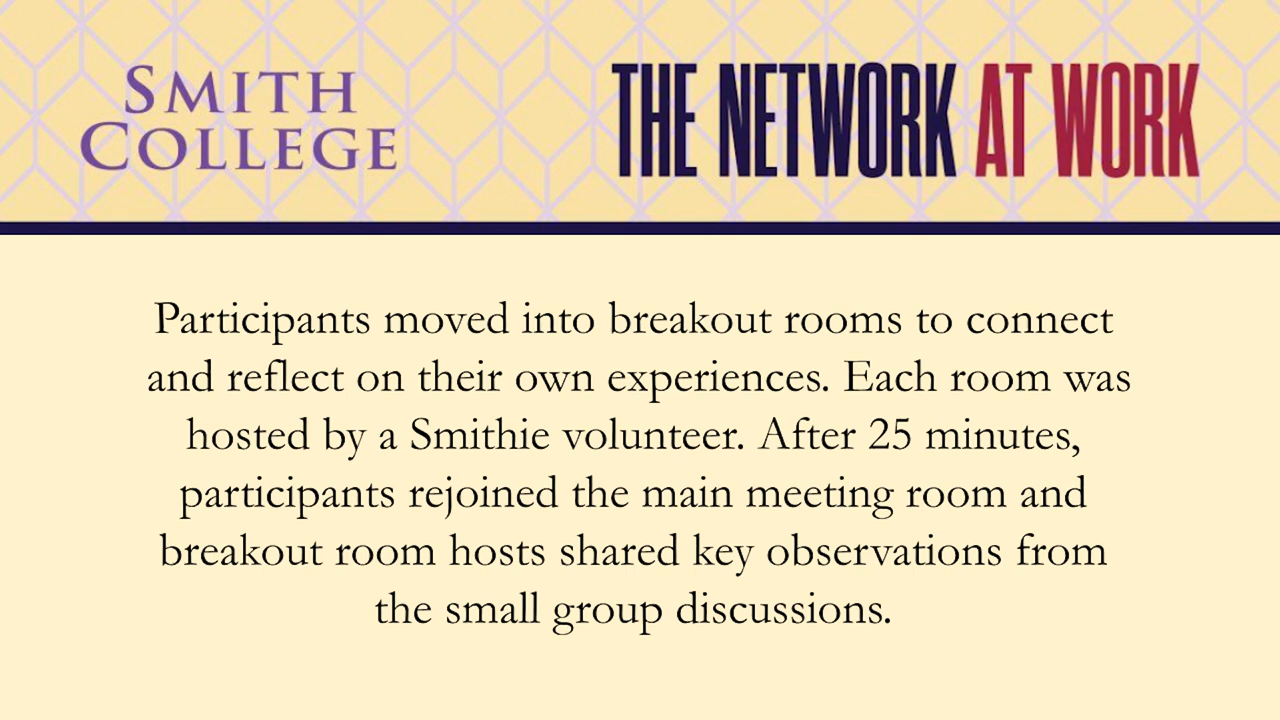 SMITH
COLLEGE
THE NETWORK AT WORK
Participants moved into breakout rooms to connect
and reflect on their own experiences. Each room was
hosted by a Smithie volunteer. After 25 minutes,
participants rejoined the main meeting room and
breakout room hosts shared key observations from
the small group discussions.